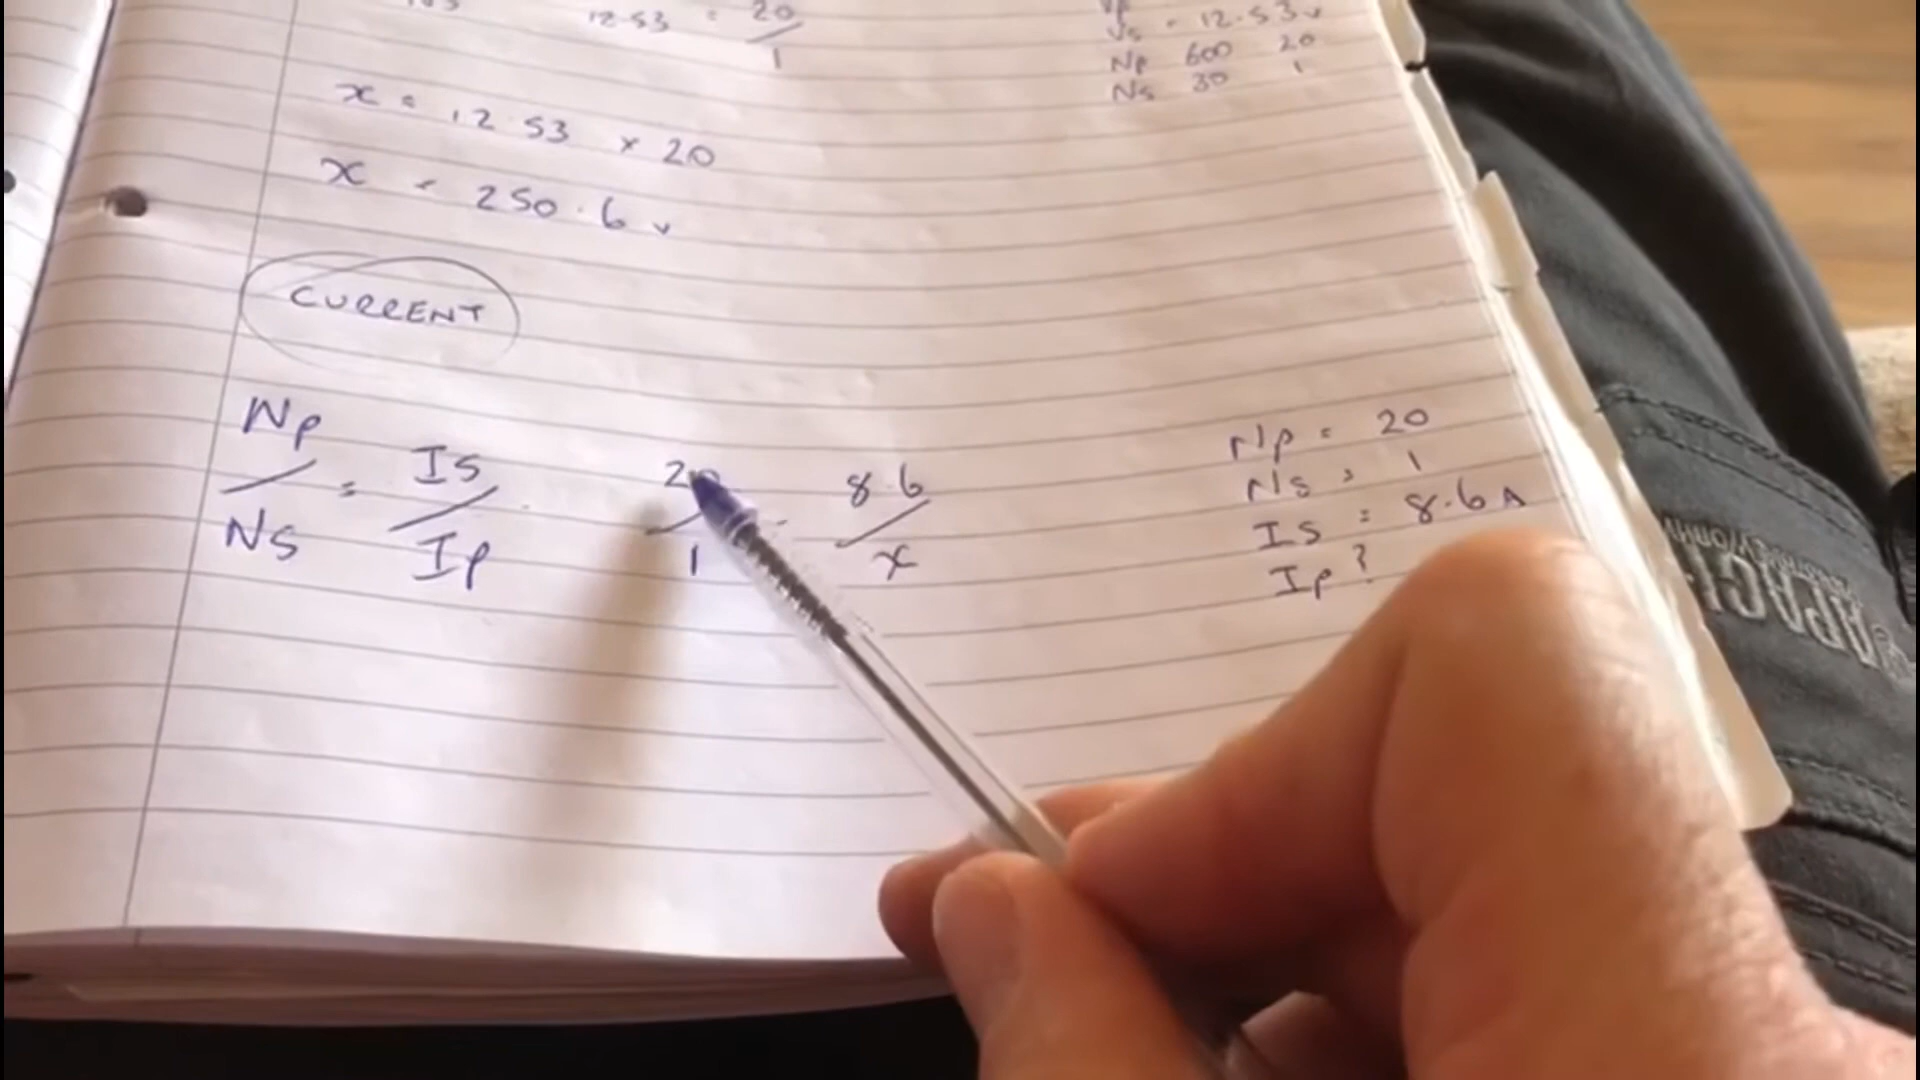 12.53 = 20
1
Vs = 12.53v
Np 600 20
Ns 30 1
x = 12.53 x 20
x = 250.6v
CURRENT
Np / Ns = Is / Ip
20 / 1 = 8.6 / x
Np = 20
Ns = 1
Is = 8.6A
Ip ?
APACHE